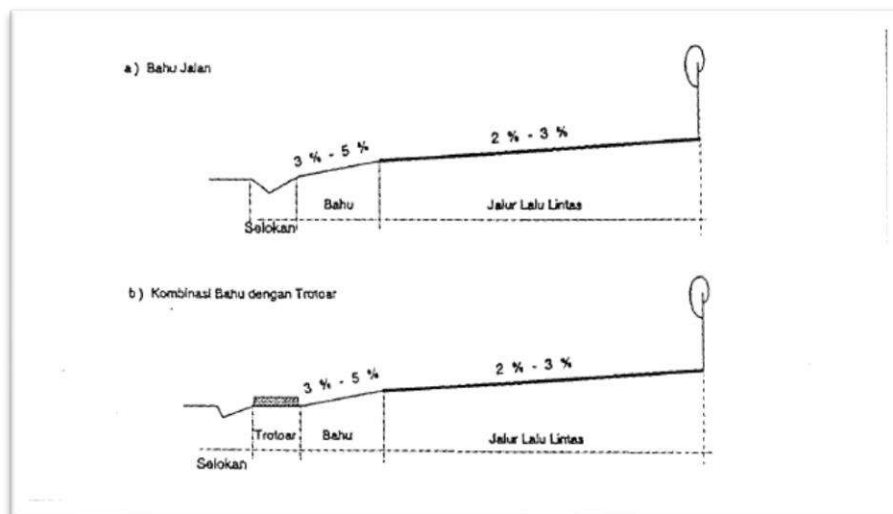 a) Bahu Jalan
3 % - 5 %
2 % - 3 %
Bahu
Jalur Lalu Lintas
Selokan
b) Kombinasi Bahu dengan Trotoar
3 % - 5 %
2 % - 3 %
Trotoar
Bahu
Jalur Lalu Lintas
Selokan